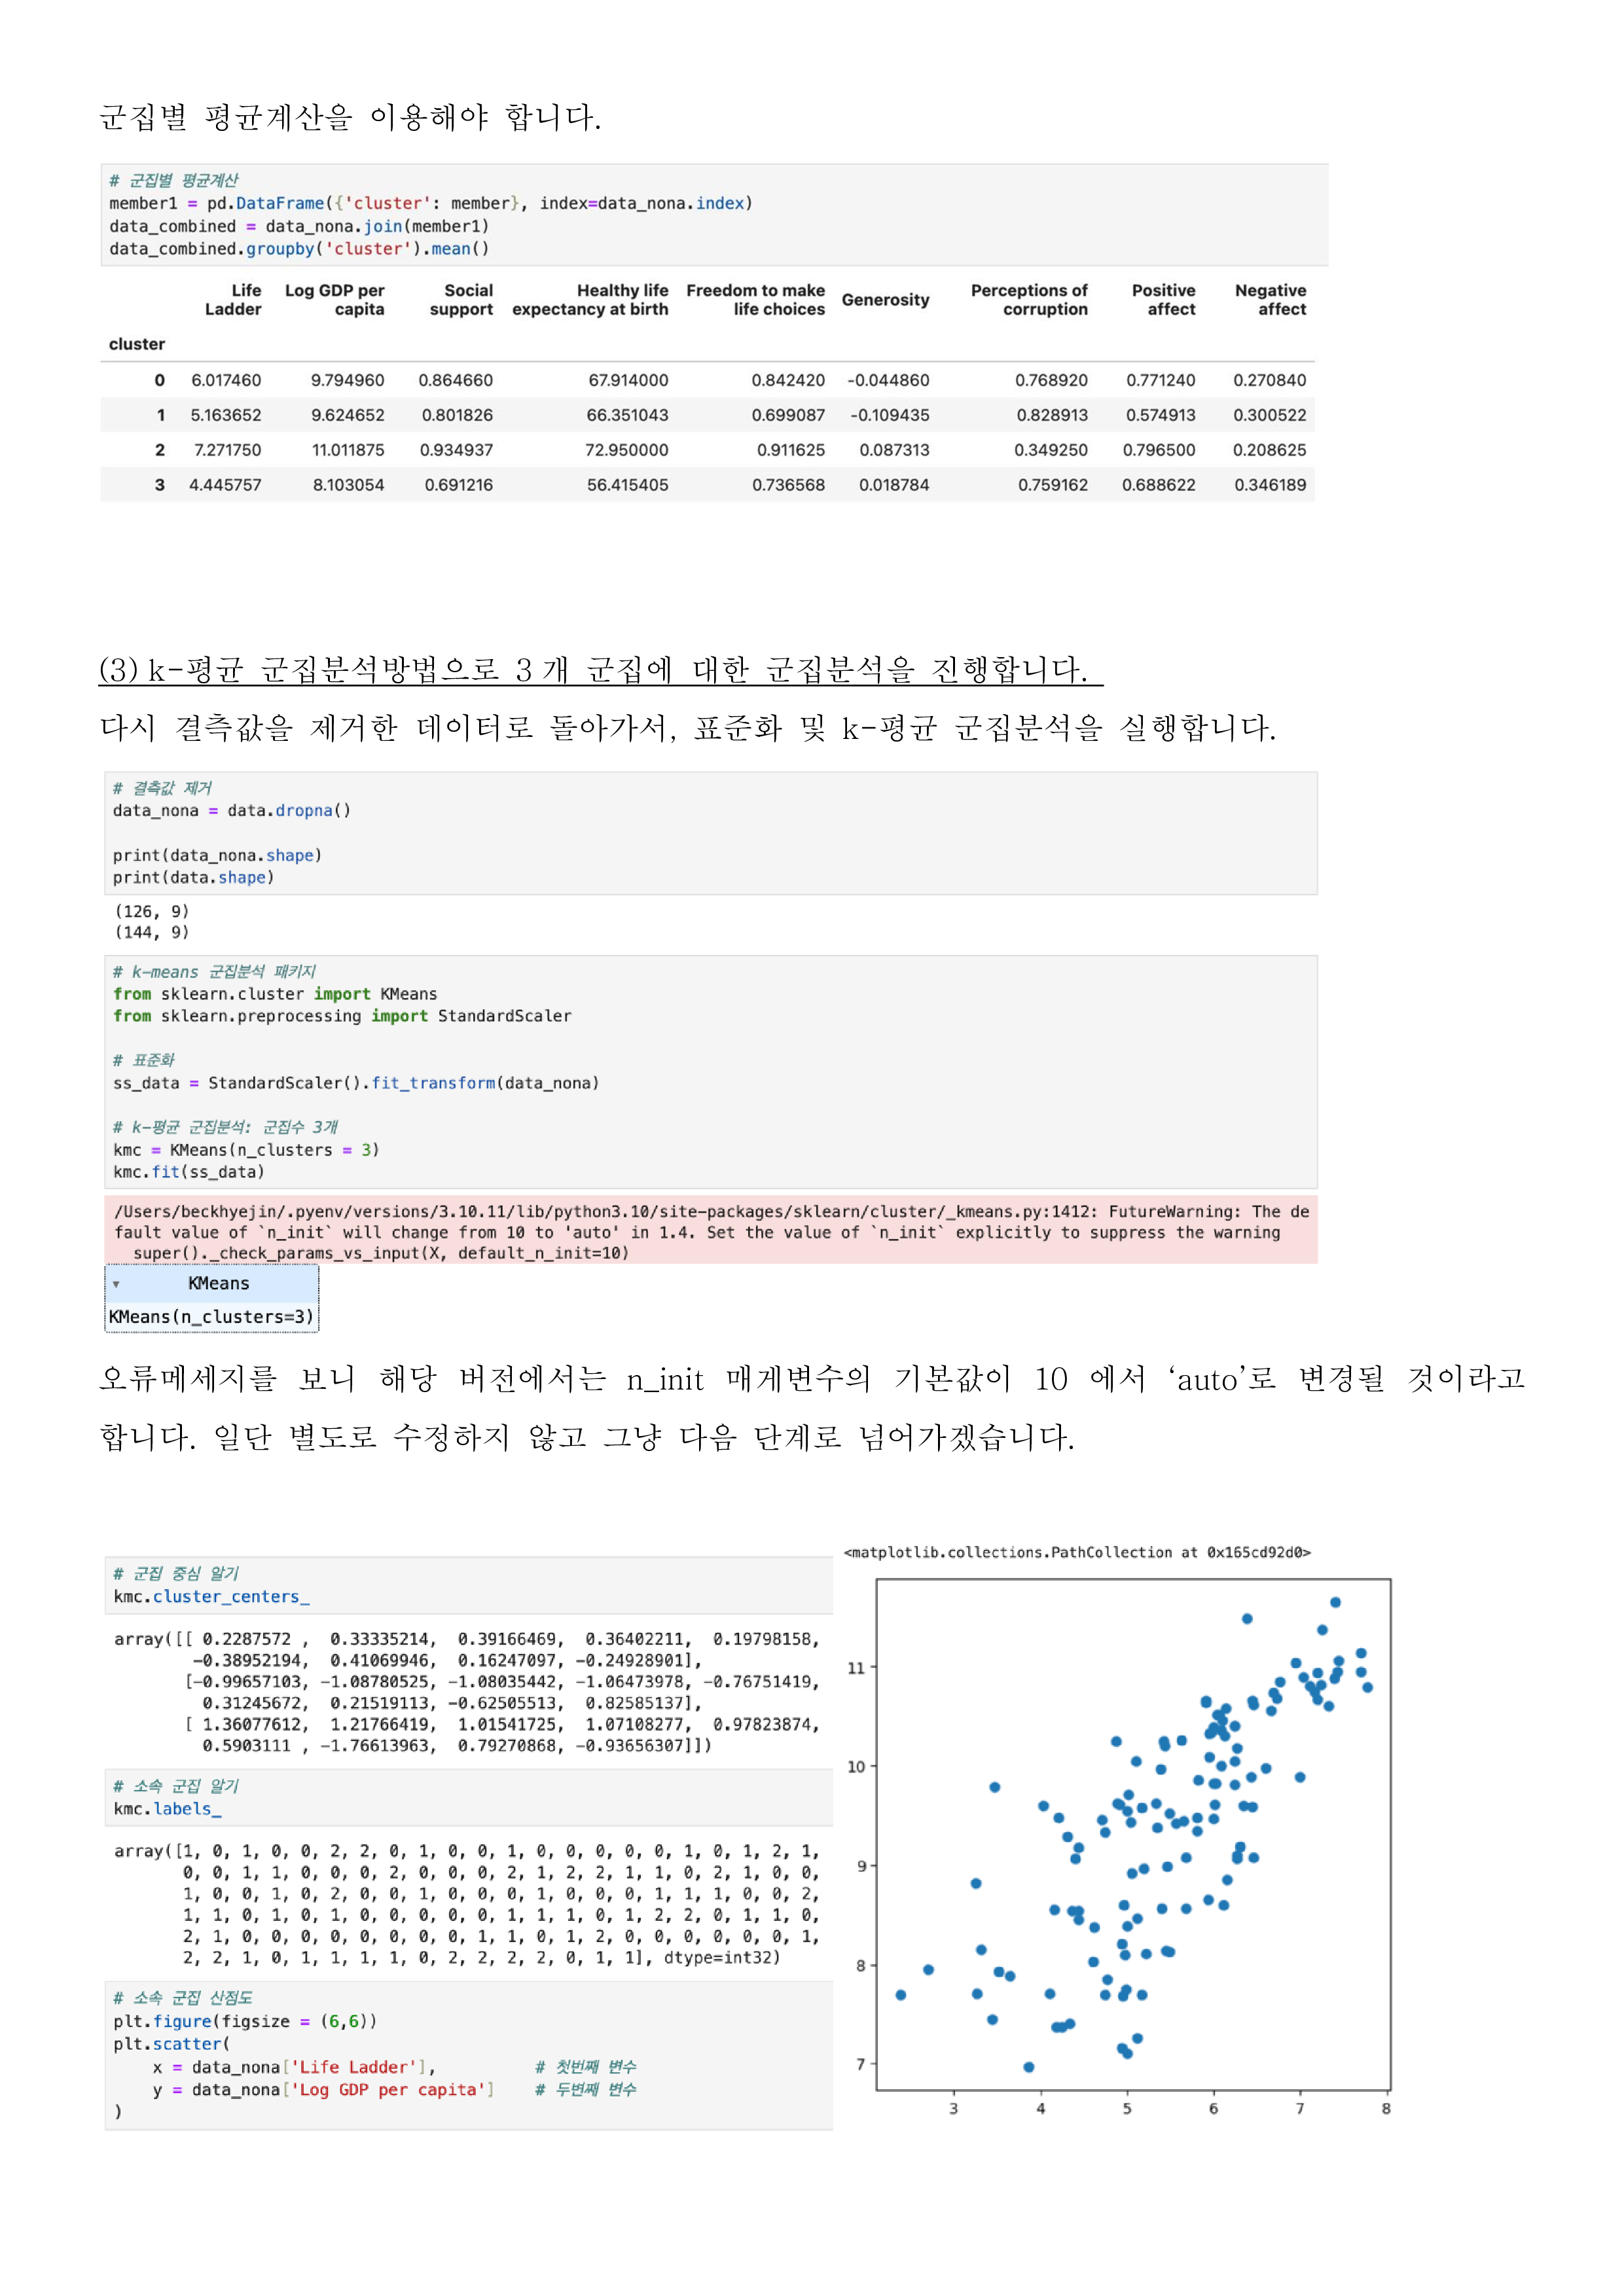 군집별 평균계산을 이용해야 합니다.
# 군집별 평균계산
member1 = pd.DataFrame({'cluster': member}, index=data_nona.index)
data_combined = data_nona.join(member1)
data_combined.groupby('cluster').mean()
Life Ladder Log GDP per capita Social support Healthy life expectancy at birth Freedom to make life choices Generosity Perceptions of corruption Positive affect Negative affect
cluster
0 6.017460 9.794960 0.864660 67.914000 0.842420 -0.044860 0.768920 0.771240 0.270840
1 5.163652 9.624652 0.801826 66.351043 0.699087 -0.109435 0.828913 0.574913 0.300522
2 7.271750 11.011875 0.934937 72.950000 0.911625 0.087313 0.349250 0.796500 0.208625
3 4.445757 8.103054 0.691216 56.415405 0.736568 0.018784 0.759162 0.688622 0.346189
(3) k-평균 군집분석방법으로 3개 군집에 대한 군집분석을 진행합니다.
다시 결측값을 제거한 데이터로 돌아가서, 표준화 및 k-평균 군집분석을 실행합니다.
# 결측값 제거
data_nona = data.dropna()
print(data_nona.shape)
print(data.shape)
(126, 9)
(144, 9)
# k-means 군집분석 패키지
from sklearn.cluster import KMeans
from sklearn.preprocessing import StandardScaler
# 표준화
ss_data = StandardScaler().fit_transform(data_nona)
# k-평균 군집분석: 군집수 3개
kmc = KMeans(n_clusters = 3)
kmc.fit(ss_data)
/Users/beckhyejin/.pyenv/versions/3.10.11/lib/python3.10/site-packages/sklearn/cluster/_kmeans.py:1412: FutureWarning: The de
fault value of `n_init` will change from 10 to 'auto' in 1.4. Set the value of `n_init` explicitly to suppress the warning
super()._check_params_vs_input(X, default_n_init=10)
▾ KMeans
KMeans(n_clusters=3)
오류메세지를 보니 해당 버전에서는 n_init 매게변수의 기본값이 10 에서 ‘auto’로 변경될 것이라고
합니다. 일단 별도로 수정하지 않고 그냥 다음 단계로 넘어가겠습니다.
# 군집 중심 알기
kmc.cluster_centers_
array([[ 0.2287572 , 0.33335214, 0.39166469, 0.36402211, 0.19798158,
-0.38952194, 0.41069946, 0.16247097, -0.24928901],
[-0.99657103, -1.08780525, -1.08035442, -1.06473978, -0.76751419,
0.31245672, 0.21519113, -0.62505513, 0.82585137],
[ 1.36077612, 1.21766419, 1.01541725, 1.07108277, 0.97823874,
0.5903111 , -1.76613963, 0.79270868, -0.93656307]])
# 소속 군집 알기
kmc.labels_
array([1, 0, 1, 0, 0, 2, 2, 0, 1, 0, 0, 1, 0, 0, 0, 0, 0, 1, 0, 1, 2, 1,
0, 0, 1, 1, 0, 0, 0, 2, 0, 0, 0, 2, 1, 2, 2, 1, 1, 0, 2, 1, 0, 0,
1, 0, 0, 1, 0, 2, 0, 0, 1, 0, 0, 0, 1, 0, 0, 0, 1, 1, 1, 0, 0, 2,
1, 1, 0, 1, 0, 1, 0, 0, 0, 0, 0, 1, 1, 1, 0, 1, 2, 2, 0, 1, 1, 0,
2, 1, 0, 0, 0, 0, 0, 0, 0, 0, 1, 1, 0, 1, 2, 0, 0, 0, 0, 0, 0, 1,
2, 2, 1, 0, 1, 1, 1, 1, 0, 2, 2, 2, 2, 0, 1, 1], dtype=int32)
# 소속 군집 산점도
plt.figure(figsize = (6,6))
plt.scatter(
x = data_nona['Life Ladder'], # 첫번째 변수
y = data_nona['Log GDP per capita'] # 두번째 변수
)
<matplotlib.collections.PathCollection at 0x165cd92d0>
11
10
9
8
7
3 4 5 6 7 8